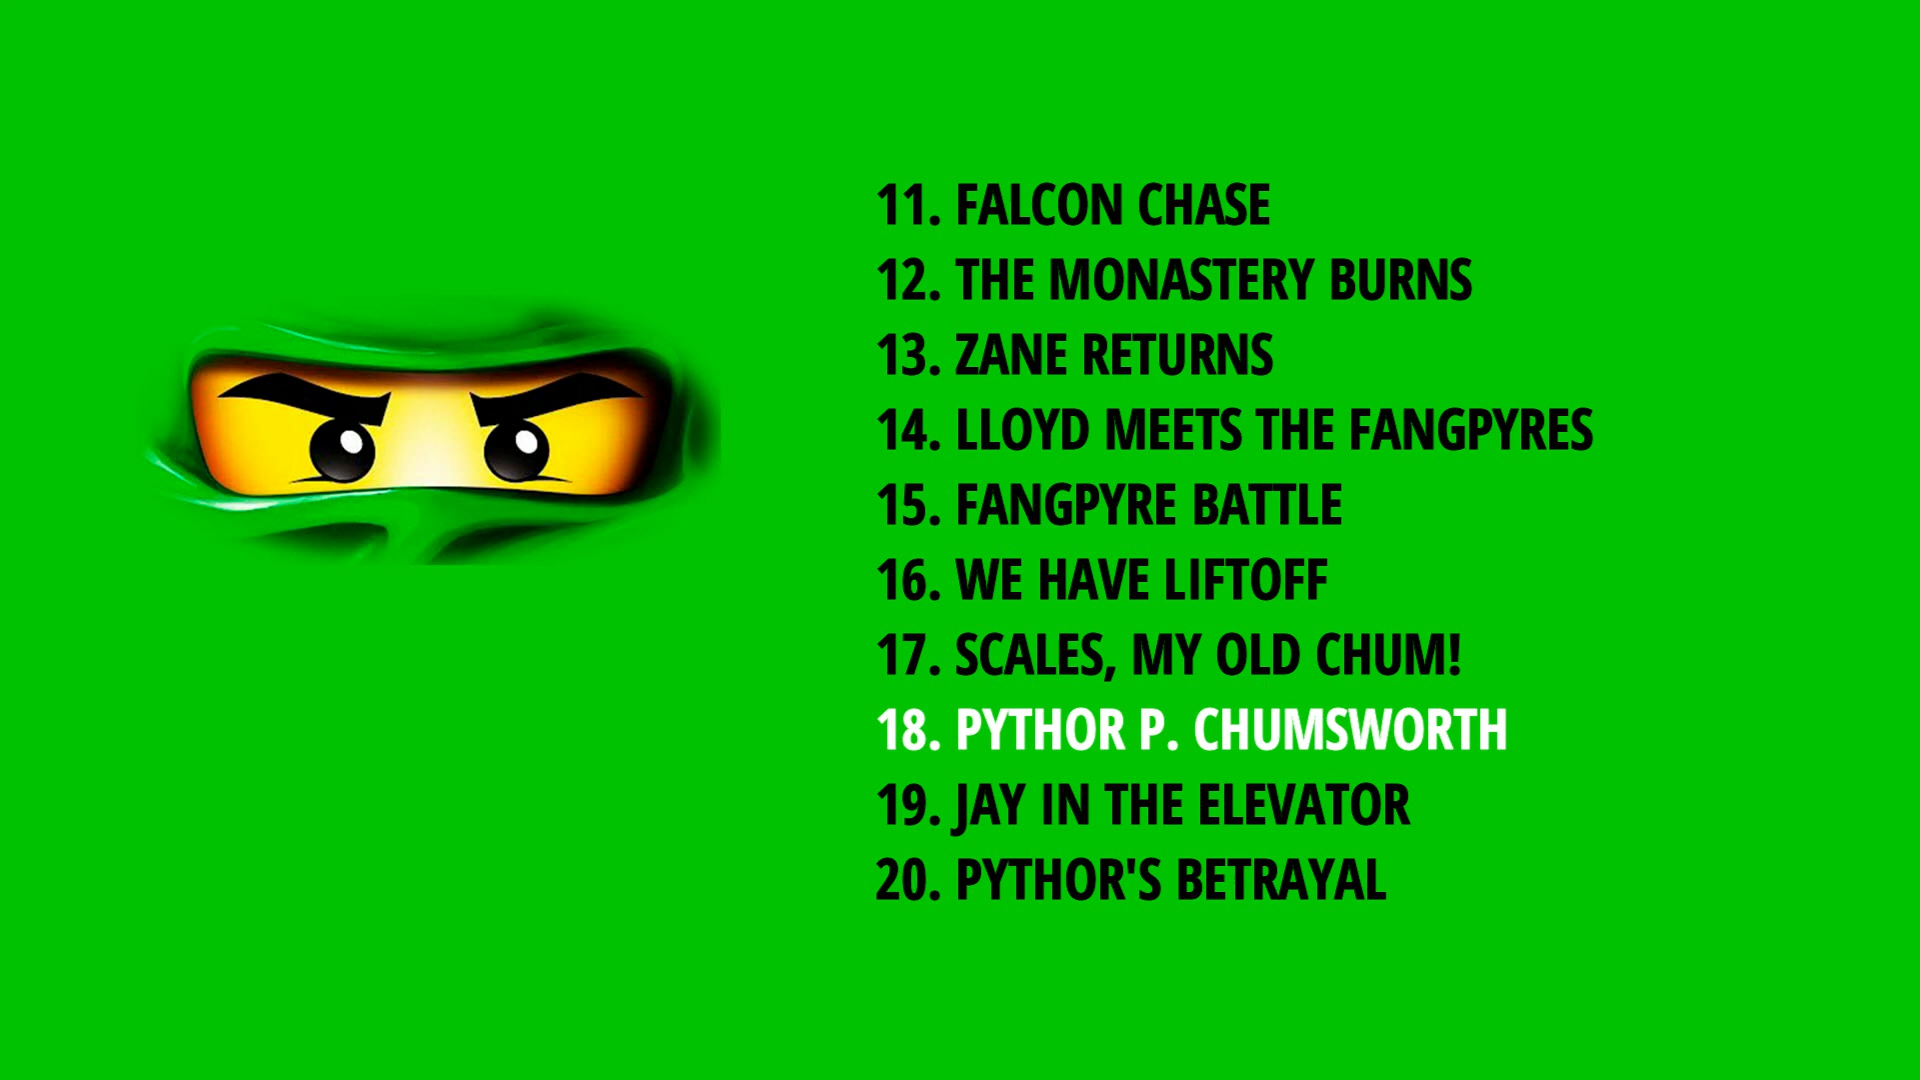 11. FALCON CHASE
12. THE MONASTERY BURNS
13. ZANE RETURNS
14. LLOYD MEETS THE FANGPYRES
15. FANGPYRE BATTLE
16. WE HAVE LIFTOFF
17. SCALES, MY OLD CHUM!
18. PYTHOR P. CHUMSWORTH
19. JAY IN THE ELEVATOR
20. PYTHOR'S BETRAYAL